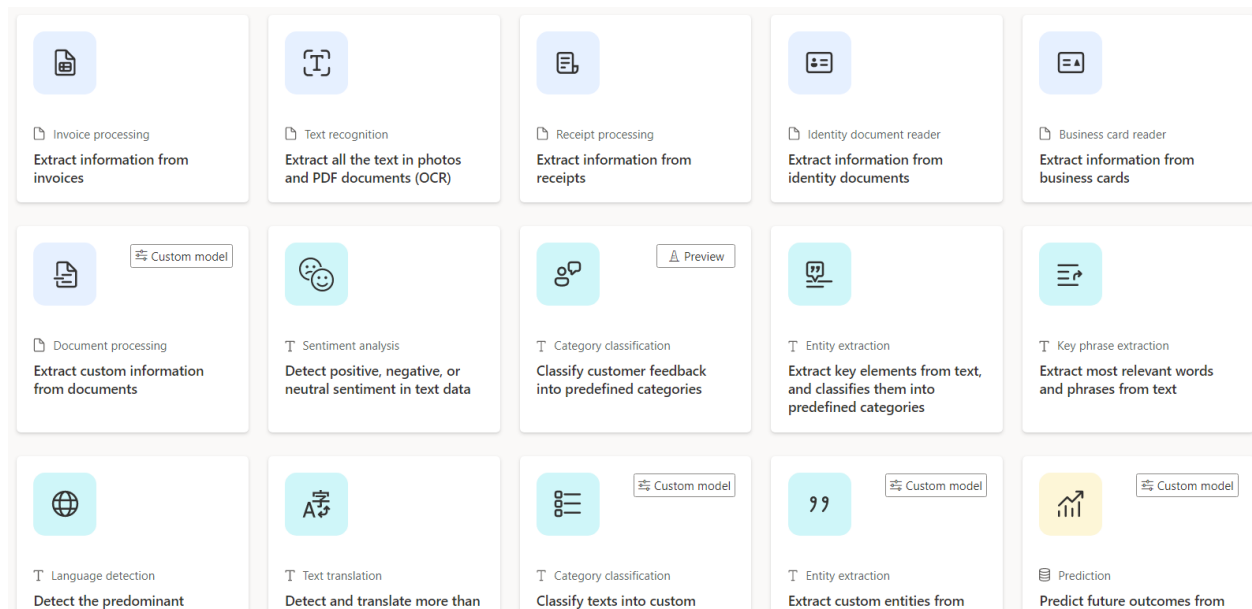 Invoice processing
Extract information from
invoices
Text recognition
Extract all the text in photos
and PDF documents (OCR)
Receipt processing
Extract information from
receipts
Identity document reader
Extract information from
identity documents
Business card reader
Extract information from
business cards
Custom model
Document processing
Extract custom information
from documents
Sentiment analysis
Detect positive, negative, or
neutral sentiment in text data
Preview
Category classification
Classify customer feedback
into predefined categories
Entity extraction
Extract key elements from text,
and classifies them into
predefined categories
Key phrase extraction
Extract most relevant words
and phrases from text
Language detection
Detect the predominant
Text translation
Detect and translate more than
Custom model
Category classification
Classify texts into custom
Custom model
Entity extraction
Extract custom entities from
Custom model
Prediction
Predict future outcomes from